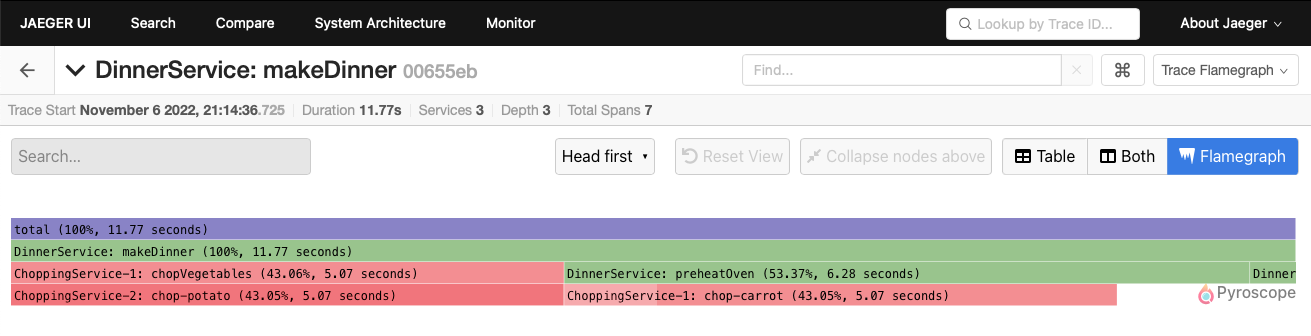 JAEGER UI Search Compare System Architecture Monitor Lookup by Trace ID... About Jaeger
DinnerService: makeDinner 00655eb Find... × ⌘ Trace Flamegraph
Trace Start November 6 2022, 21:14:36.725 Duration 11.77s Services 3 Depth 3 Total Spans 7
Search... Head first Reset View Collapse nodes above Table Both Flamegraph
total (100%, 11.77 seconds)
DinnerService: makeDinner (100%, 11.77 seconds)
ChoppingService-1: chopVegetables (43.06%, 5.07 seconds) DinnerService: preheatOven (53.37%, 6.28 seconds) Dinner
ChoppingService-2: chop-potato (43.05%, 5.07 seconds) ChoppingService-1: chop-carrot (43.05%, 5.07 seconds)
Pyroscope